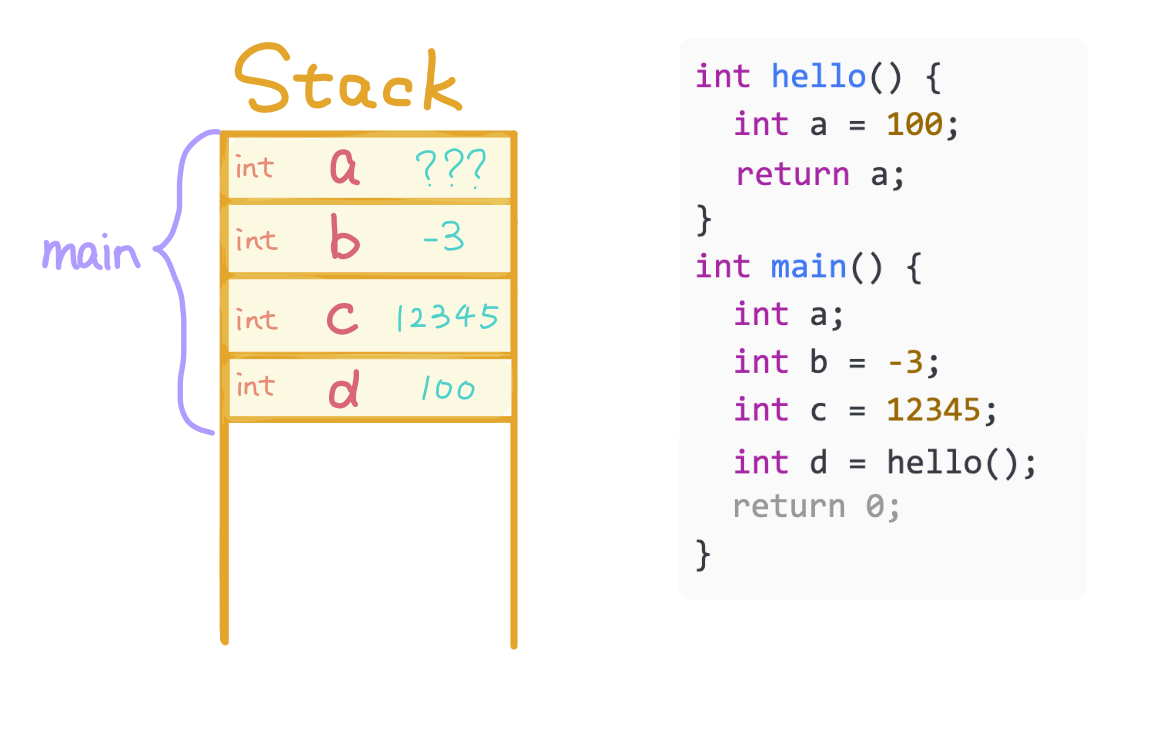 Stack
main
int a ???
int b -3
int c 12345
int d 100
int hello() {
int a = 100;
return a;
}
int main() {
int a;
int b = -3;
int c = 12345;
int d = hello();
return 0;
}